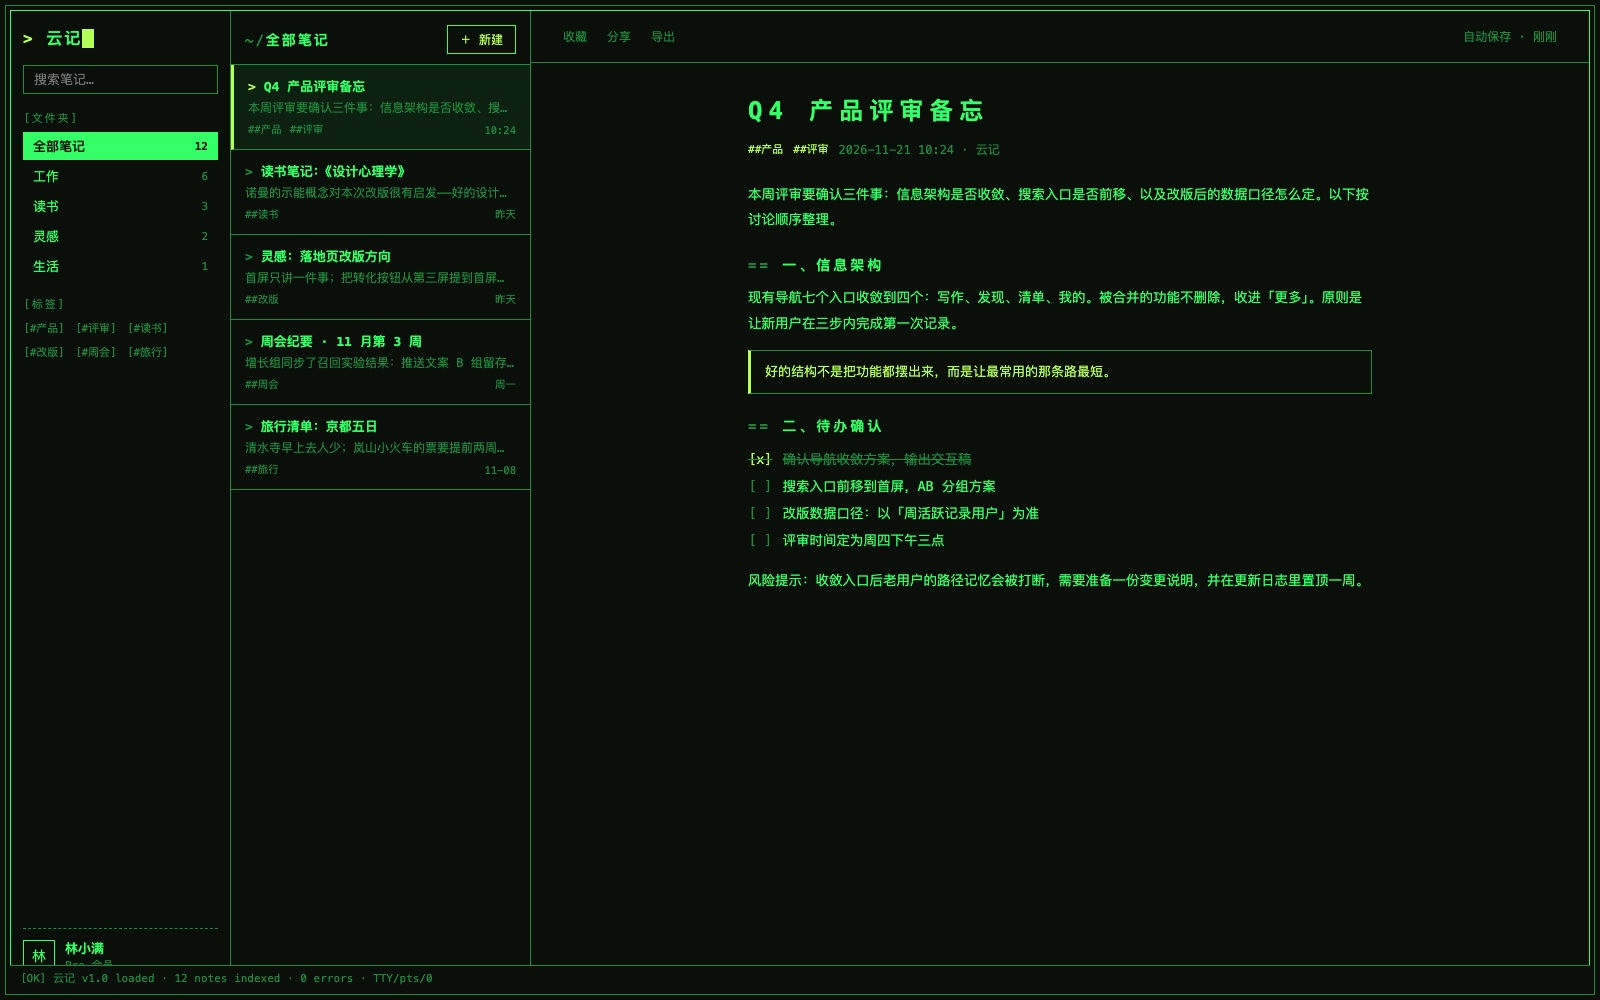 > 云记
搜索笔记…
[文件夹]
全部笔记 12
工作 6
读书 3
灵感 2
生活 1
[标签]
[#产品] [#评审] [#读书]
[#改版] [#周会] [#旅行]
林
林小满
Pro 会员
~/全部笔记
+ 新建
> Q4 产品评审备忘
本周评审要确认三件事：信息架构是否收敛、搜…
##产品 ##评审 10:24
> 读书笔记：《设计心理学》
诺曼的示能概念对本次改版很有启发——好的设计…
##读书 昨天
> 灵感：落地页改版方向
首屏只讲一件事；把转化按钮从第三屏提到首屏…
##改版 昨天
> 周会纪要 · 11 月第 3 周
增长组同步了召回实验结果：推送文案 B 组留存…
##周会 周一
> 旅行清单：京都五日
清水寺早上去人少；岚山小火车的票要提前两周…
##旅行 11-08
收藏 分享 导出
自动保存 · 刚刚
Q4 产品评审备忘
##产品 ##评审 2026-11-21 10:24 · 云记
本周评审要确认三件事：信息架构是否收敛、搜索入口是否前移、以及改版后的数据口径怎么定。以下按
讨论顺序整理。
== 一、信息架构
现有导航七个入口收敛到四个：写作、发现、清单、我的。被合并的功能不删除，收进「更多」。原则是
让新用户在三步内完成第一次记录。
好的结构不是把功能都摆出来，而是让最常用的那条路最短。
== 二、待办确认
[x] 确认导航收敛方案，输出交互稿
[ ] 搜索入口前移到首屏，AB 分组方案
[ ] 改版数据口径：以「周活跃记录用户」为准
[ ] 评审时间定为周四下午三点
风险提示：收敛入口后老用户的路径记忆会被打断，需要准备一份变更说明，并在更新日志里置顶一周。
[OK] 云记 v1.0 loaded · 12 notes indexed · 0 errors · TTY/pts/0